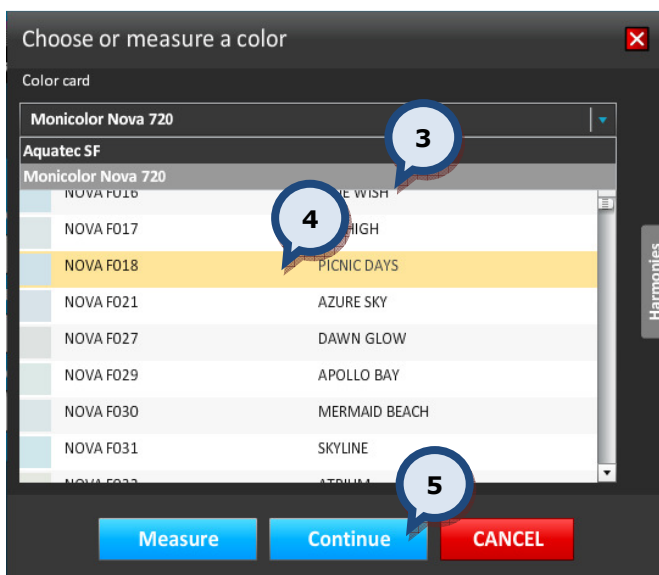 Choose or measure a color
Color card
Monicolor Nova 720
3
Aquatec SF
Monicolor Nova 720
NOVA F016 WISH
4
NOVA F017 HIGH
NOVA F018 PICNIC DAYS
NOVA F021 AZURE SKY
NOVA F027 DAWN GLOW
NOVA F029 APOLLO BAY
NOVA F030 MERMAID BEACH
NOVA F031 SKYLINE
5
Measure Continue CANCEL
Harmonies